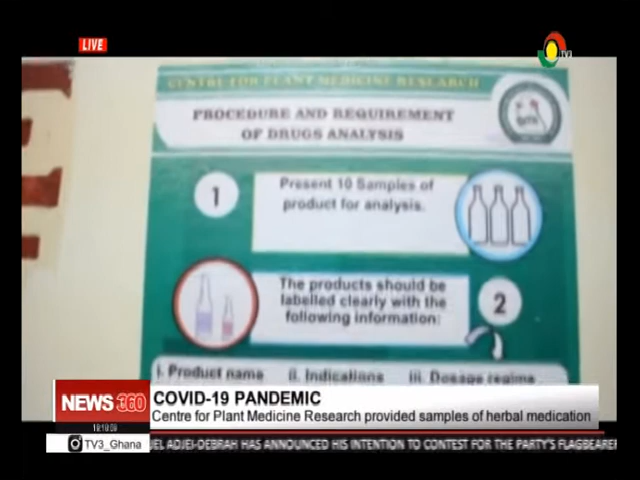 LIVE
TV3
CENTRE FOR PLANT MEDICINE RESEARCH
PROCEDURE AND REQUIREMENT
OF DRUGS ANALYSIS
1
Present 10 Samples of
product for analysis.
The products should be
labelled clearly with the
following information:
2
i. Product name ii. Indications iii. Dosage regime
NEWS 360
COVID-19 PANDEMIC
Centre for Plant Medicine Research provided samples of herbal medication
TV3_Ghana
ADJEI-DEBRAH HAS ANNOUNCED HIS INTENTION TO CONTEST FOR THE PARTY'S